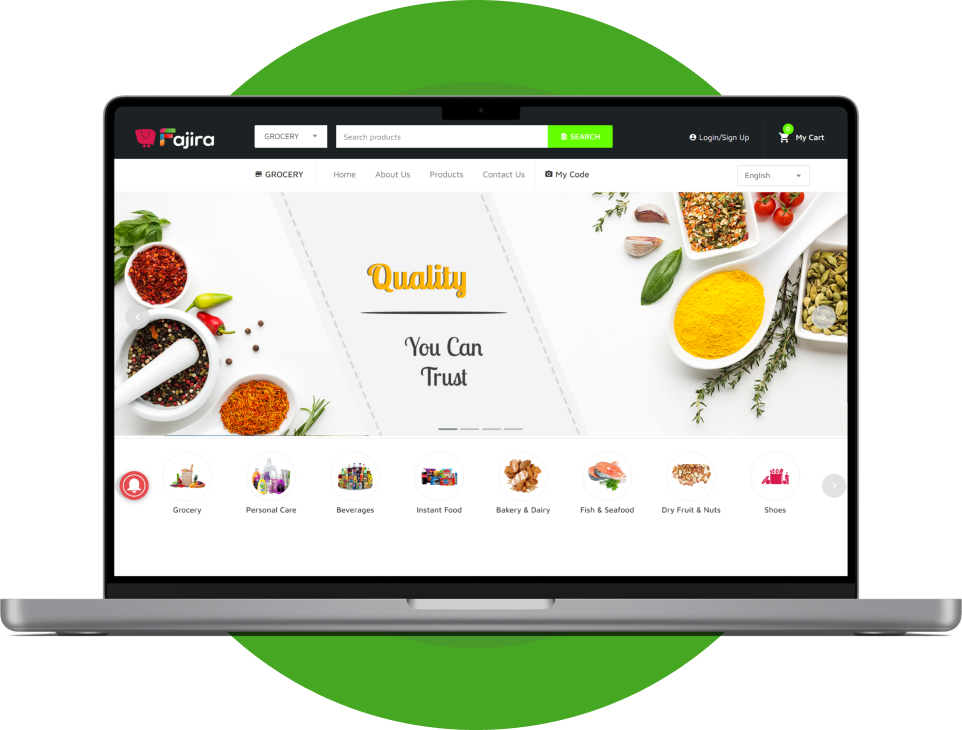 Fajira
GROCERY
Search products
SEARCH
Login/Sign Up
0
My Cart
GROCERY
Home
About Us
Products
Contact Us
My Code
English
Quality
You Can
Trust
Grocery
Personal Care
Beverages
Instant Food
Bakery & Dairy
Fish & Seafood
Dry Fruit & Nuts
Shoes